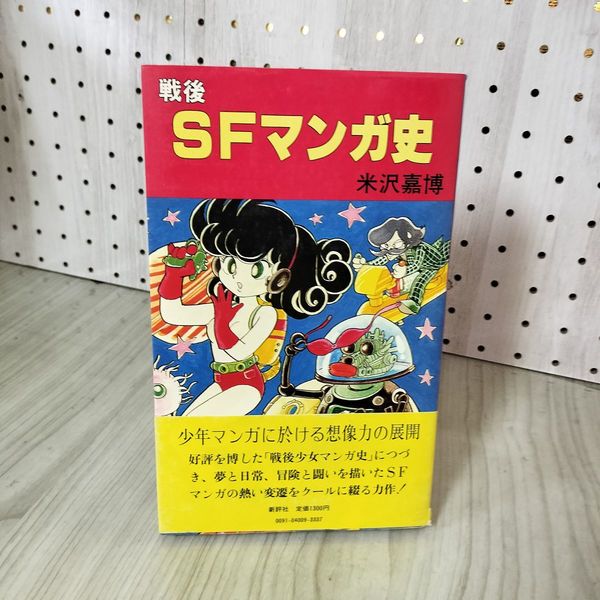 戦後
SFマンガ史
米沢嘉博
少年マンガに於ける想像力の展開
好評を博した「戦後少女マンガ史」につづ
き、夢と日常、冒険と闘いを描いたSF
マンガの熱い変遷をクールに綴る力作!
新評社 定価1300円
0091-04009-3337